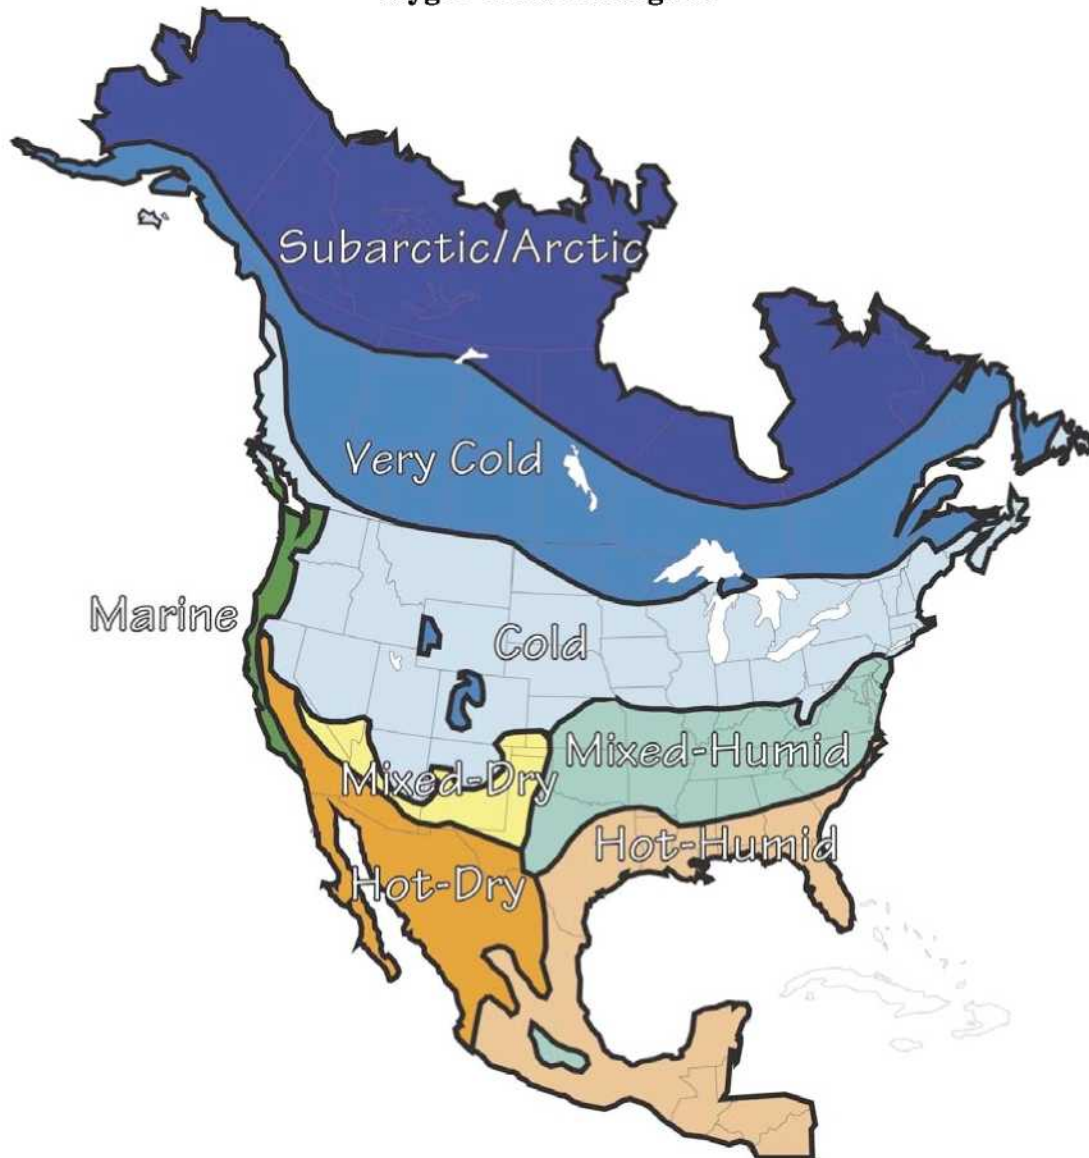 Subarctic/Arctic
Very Cold
Marine
Cold
Mixed-Humid
Mixed-Dry
Hot-Humid
Hot-Dry